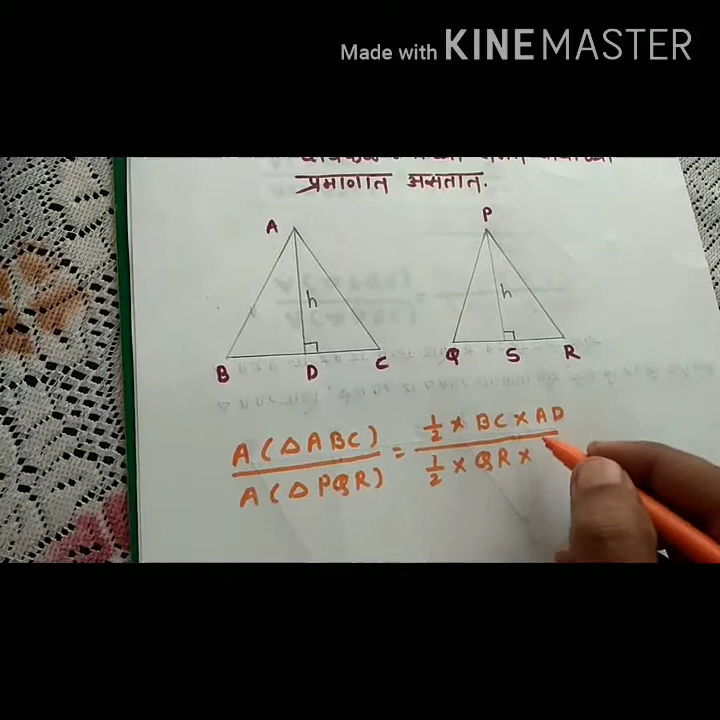 Made with KINEMASTER
प्रमाणात असतात.
A P
h h
B D C Q S R
A(△ABC) / A(△PQR) = 1/2 × BC × AD / 1/2 × QR ×